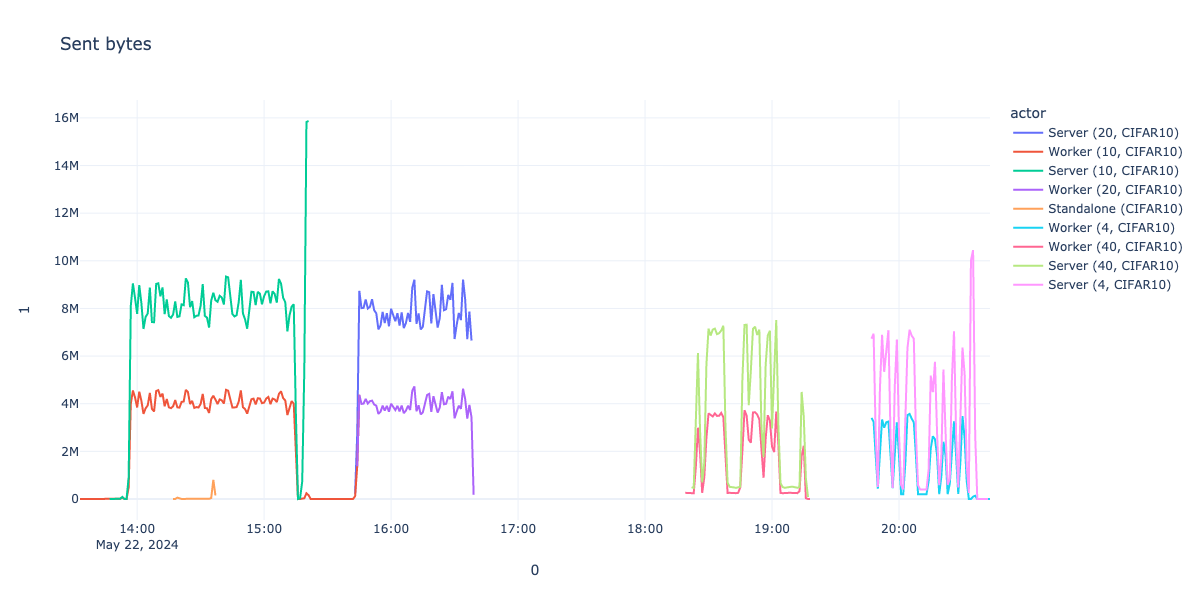 Sent bytes
16M
14M
12M
10M
8M
6M
4M
2M
0
1
14:00
May 22, 2024
15:00
16:00
17:00
18:00
19:00
20:00
0
actor
Server (20, CIFAR10)
Worker (10, CIFAR10)
Server (10, CIFAR10)
Worker (20, CIFAR10)
Standalone (CIFAR10)
Worker (4, CIFAR10)
Worker (40, CIFAR10)
Server (40, CIFAR10)
Server (4, CIFAR10)